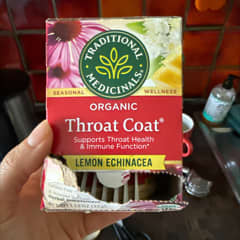 TRADITIONAL
MEDICINALS®
SEASONAL WELLNESS
ORGANIC
Throat Coat®
Supports Throat Health
& Immune Function*
LEMON ECHINACEA